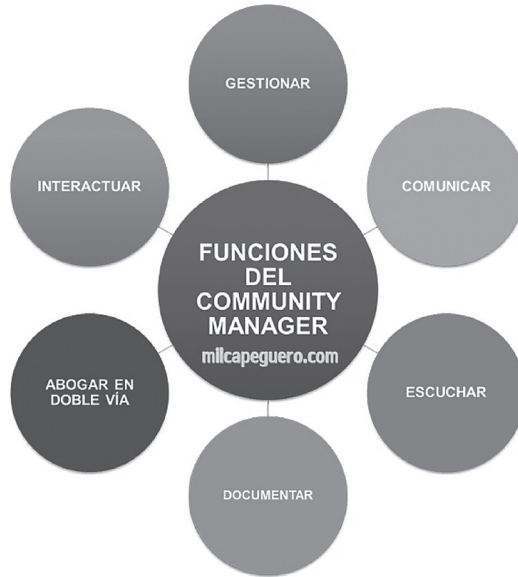 GESTIONAR
INTERACTUAR
COMUNICAR
FUNCIONES
DEL
COMMUNITY
MANAGER
milcapeguero.com
ABOGAR EN
DOBLE VÍA
ESCUCHAR
DOCUMENTAR